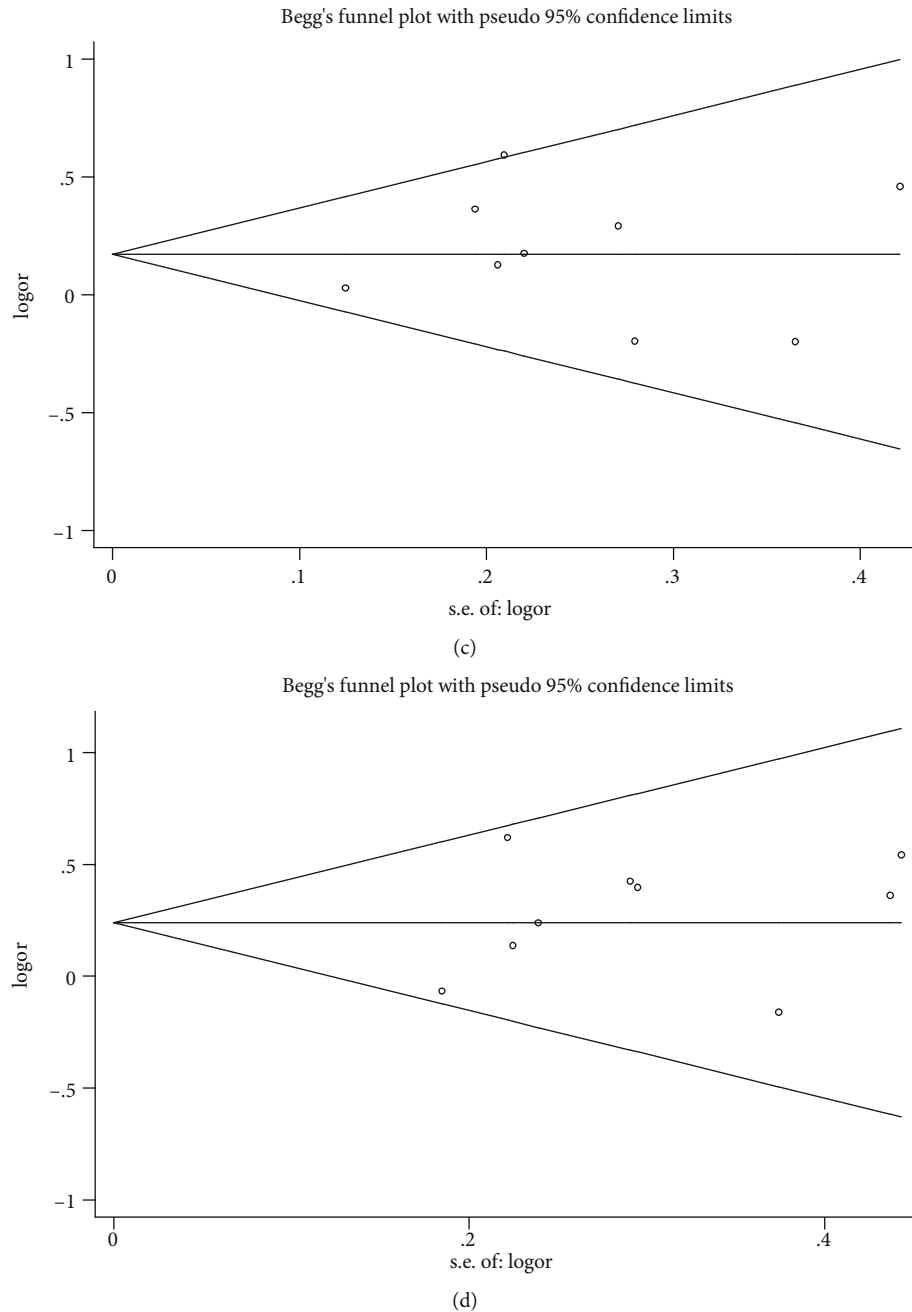 Begg's funnel plot with pseudo 95% confidence limits
1
.5
0
−.5
−1
logor
0 .1 .2 .3 .4
s.e. of: logor
(c)
Begg's funnel plot with pseudo 95% confidence limits
1
.5
0
−.5
−1
logor
0 .2 .4
s.e. of: logor
(d)